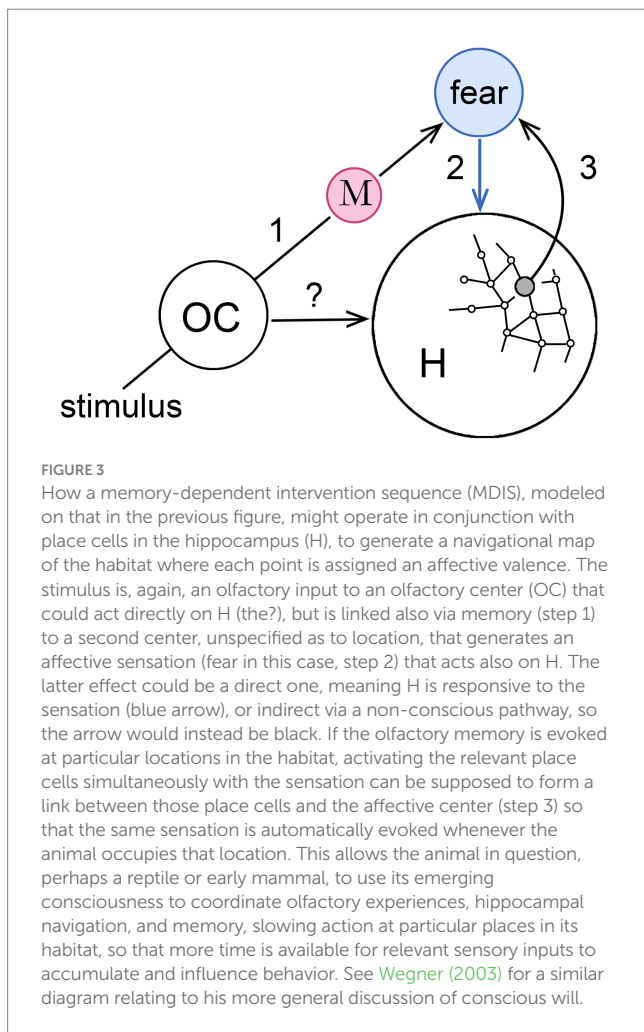 fear
M
2
3
1
OC
?
H
stimulus
FIGURE 3
How a memory-dependent intervention sequence (MDIS), modeled
on that in the previous figure, might operate in conjunction with
place cells in the hippocampus (H), to generate a navigational map
of the habitat where each point is assigned an affective valence. The
stimulus is, again, an olfactory input to an olfactory center (OC) that
could act directly on H (the?), but is linked also via memory (step 1)
to a second center, unspecified as to location, that generates an
affective sensation (fear in this case, step 2) that acts also on H. The
latter effect could be a direct one, meaning H is responsive to the
sensation (blue arrow), or indirect via a non-conscious pathway, so
the arrow would instead be black. If the olfactory memory is evoked
at particular locations in the habitat, activating the relevant place
cells simultaneously with the sensation can be supposed to form a
link between those place cells and the affective center (step 3) so
that the same sensation is automatically evoked whenever the
animal occupies that location. This allows the animal in question,
perhaps a reptile or early mammal, to use its emerging
consciousness to coordinate olfactory experiences, hippocampal
navigation, and memory, slowing action at particular places in its
habitat, so that more time is available for relevant sensory inputs to
accumulate and influence behavior. See Wegner (2003) for a similar
diagram relating to his more general discussion of conscious will.